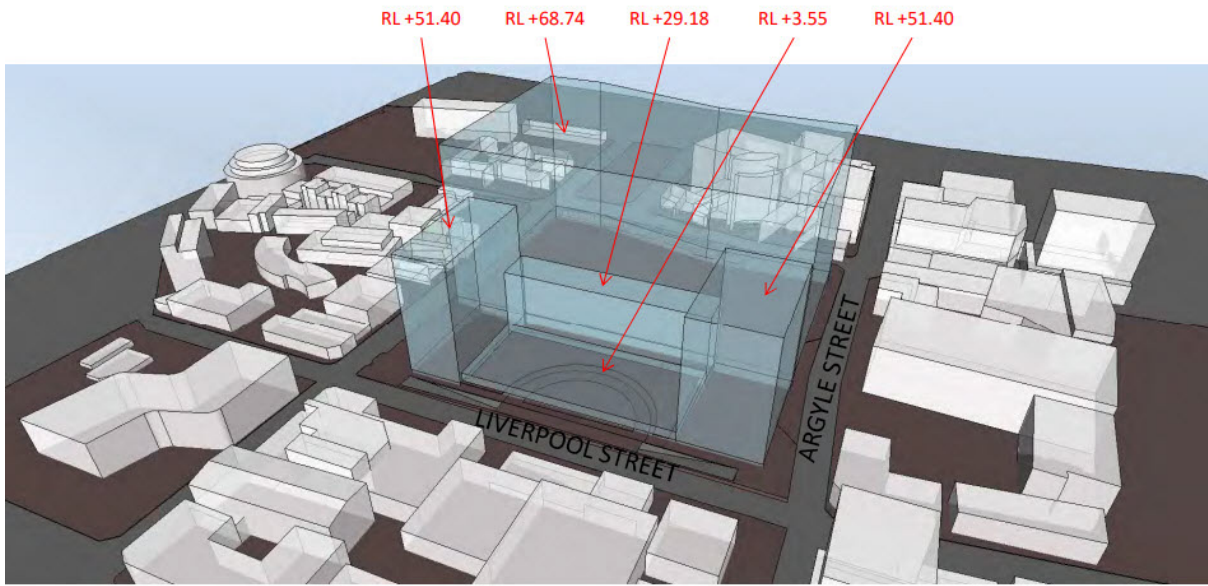 RL +51.40
RL +68.74
RL +29.18
RL +3.55
RL +51.40
ARGYLE STREET
LIVERPOOL STREET